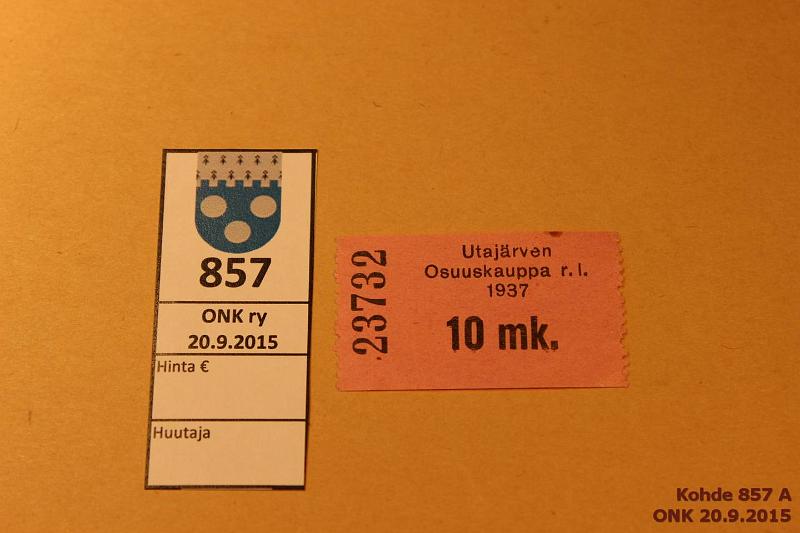 857
ONK ry
20.9.2015
Hinta €
Huutaja
23732
Utajärven
Osuuskauppa r.l.
1937
10 mk.
Kohde 857 A
ONK 20.9.2015